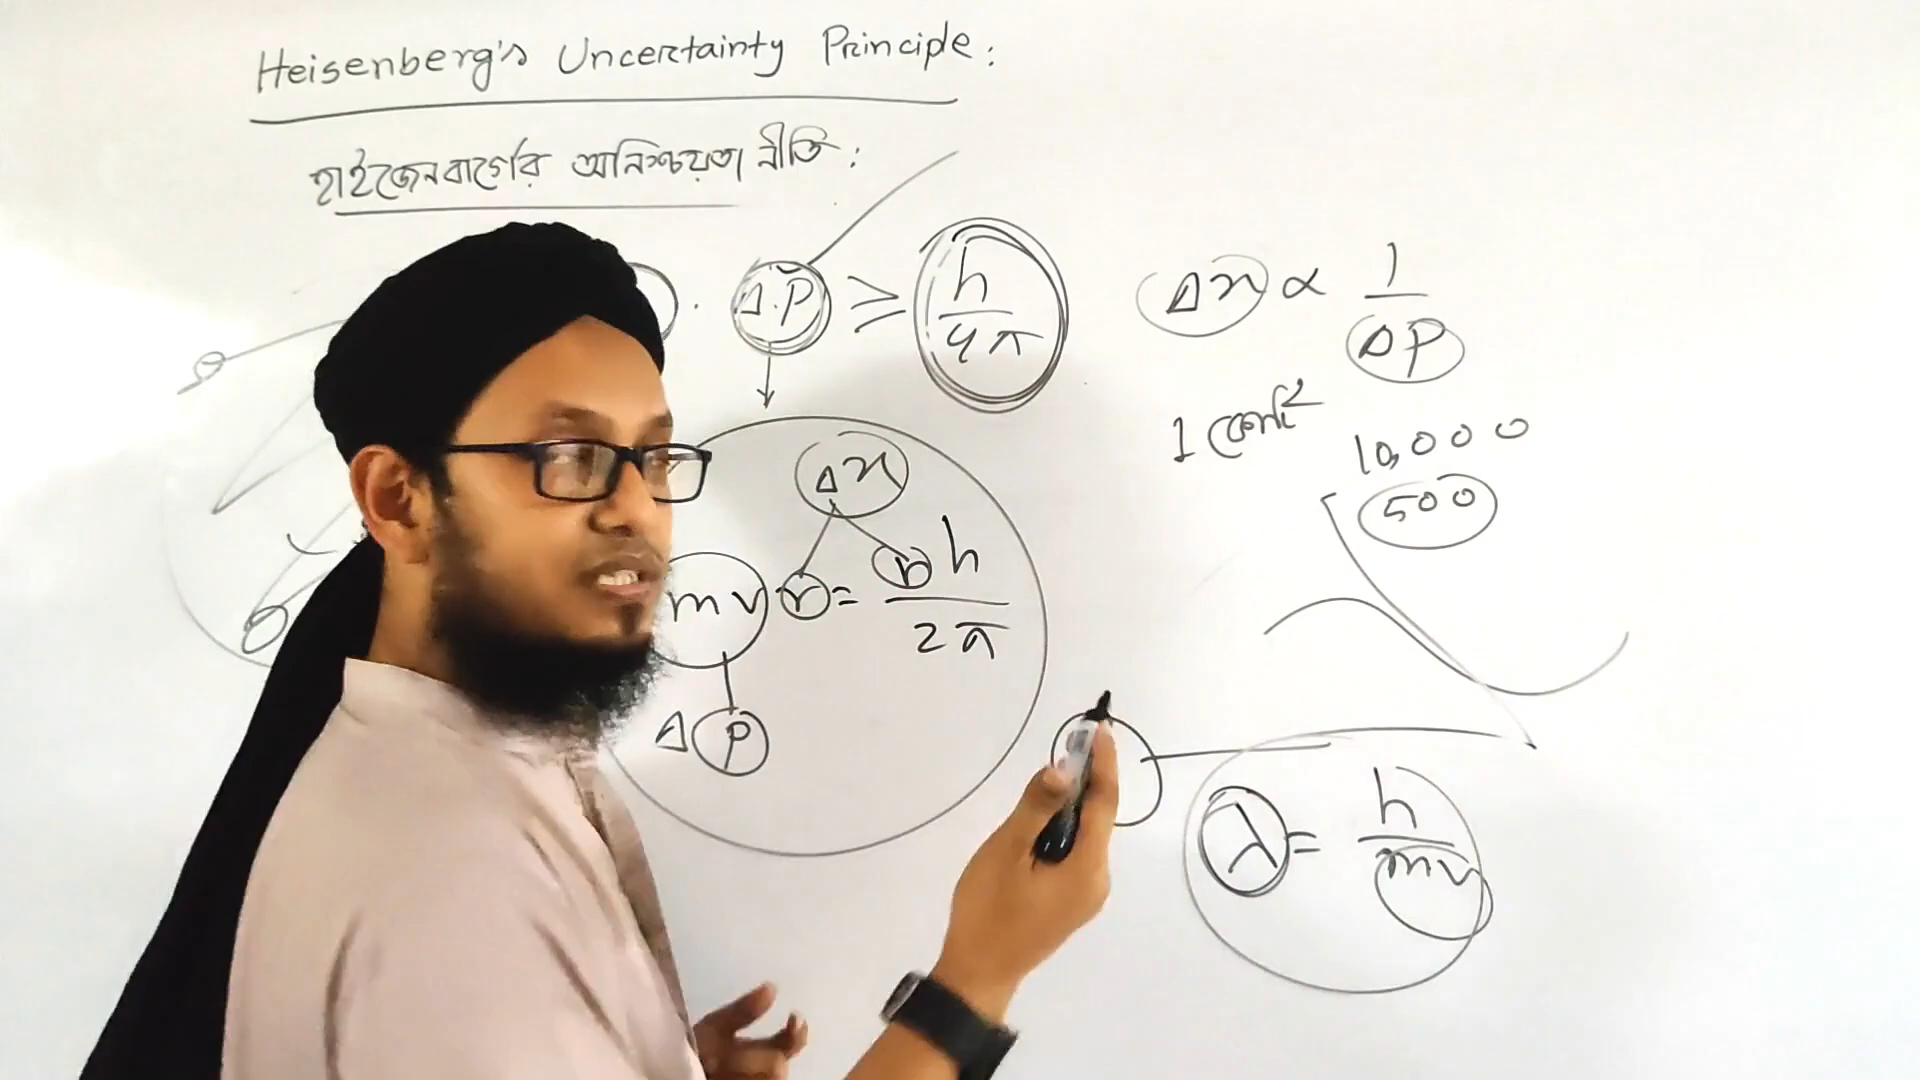 Heisenberg's Uncertainty Principle:
হাইজেনবার্গের অনিশ্চয়তা নীতি:
. Δ.p ≥ h/4π
Δx ∝ 1/Δp
1 কোটি
10,000
500
Δx
mvr = nh/2π
Δp
λ = h/mv